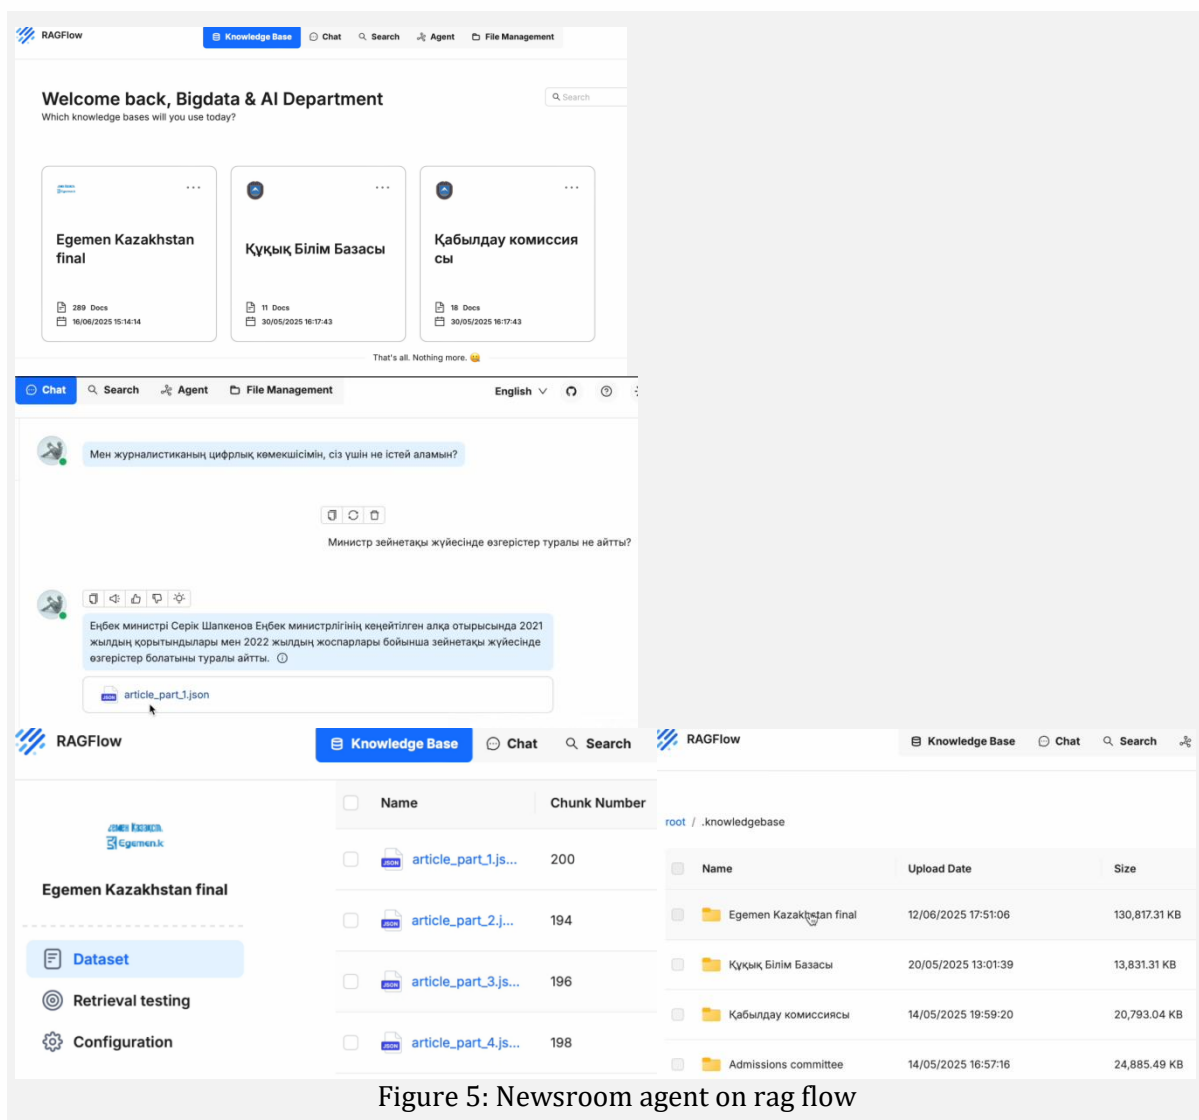 RAGFlow
Knowledge Base Chat Search Agent File Management
Welcome back, Bigdata & AI Department
Which knowledge bases will you use today?
Search
Egemen Kazakhstan
final
289 Docs
16/06/2025 15:14:14
Құқық Білім Базасы
11 Docs
30/05/2025 16:17:43
Қабылдау комиссия
сы
18 Docs
30/05/2025 16:17:43
That's all. Nothing more.
Chat Search Agent File Management English
Мен журналистиканың цифрлық көмекшісімін, сіз үшін не істей аламын?
Министр зейнетақы жүйесінде өзгерістер туралы не айтты?
Еңбек министрі Серік Шапкенов Еңбек министрлігінің кеңейтілген алқа отырысында 2021
жылдың қорытындылары мен 2022 жылдың жоспарлары бойынша зейнетақы жүйесінде
өзгерістер болатыны туралы айтты.
article_part_1.json
RAGFlow
Knowledge Base Chat Search
Egemen Kazakhstan final
Dataset
Retrieval testing
Configuration
Name Chunk Number
article_part_1.js... 200
article_part_2.j... 194
article_part_3.js... 196
article_part_4.js... 198
RAGFlow
Knowledge Base Chat Search
root / .knowledgebase
Name Upload Date Size
Egemen Kazakhstan final 12/06/2025 17:51:06 130,817.31 KB
Құқық Білім Базасы 20/05/2025 13:01:39 13,831.31 KB
Қабылдау комиссиясы 14/05/2025 19:59:20 20,793.04 KB
Admissions committee 14/05/2025 16:57:16 24,885.49 KB
Figure 5: Newsroom agent on rag flow